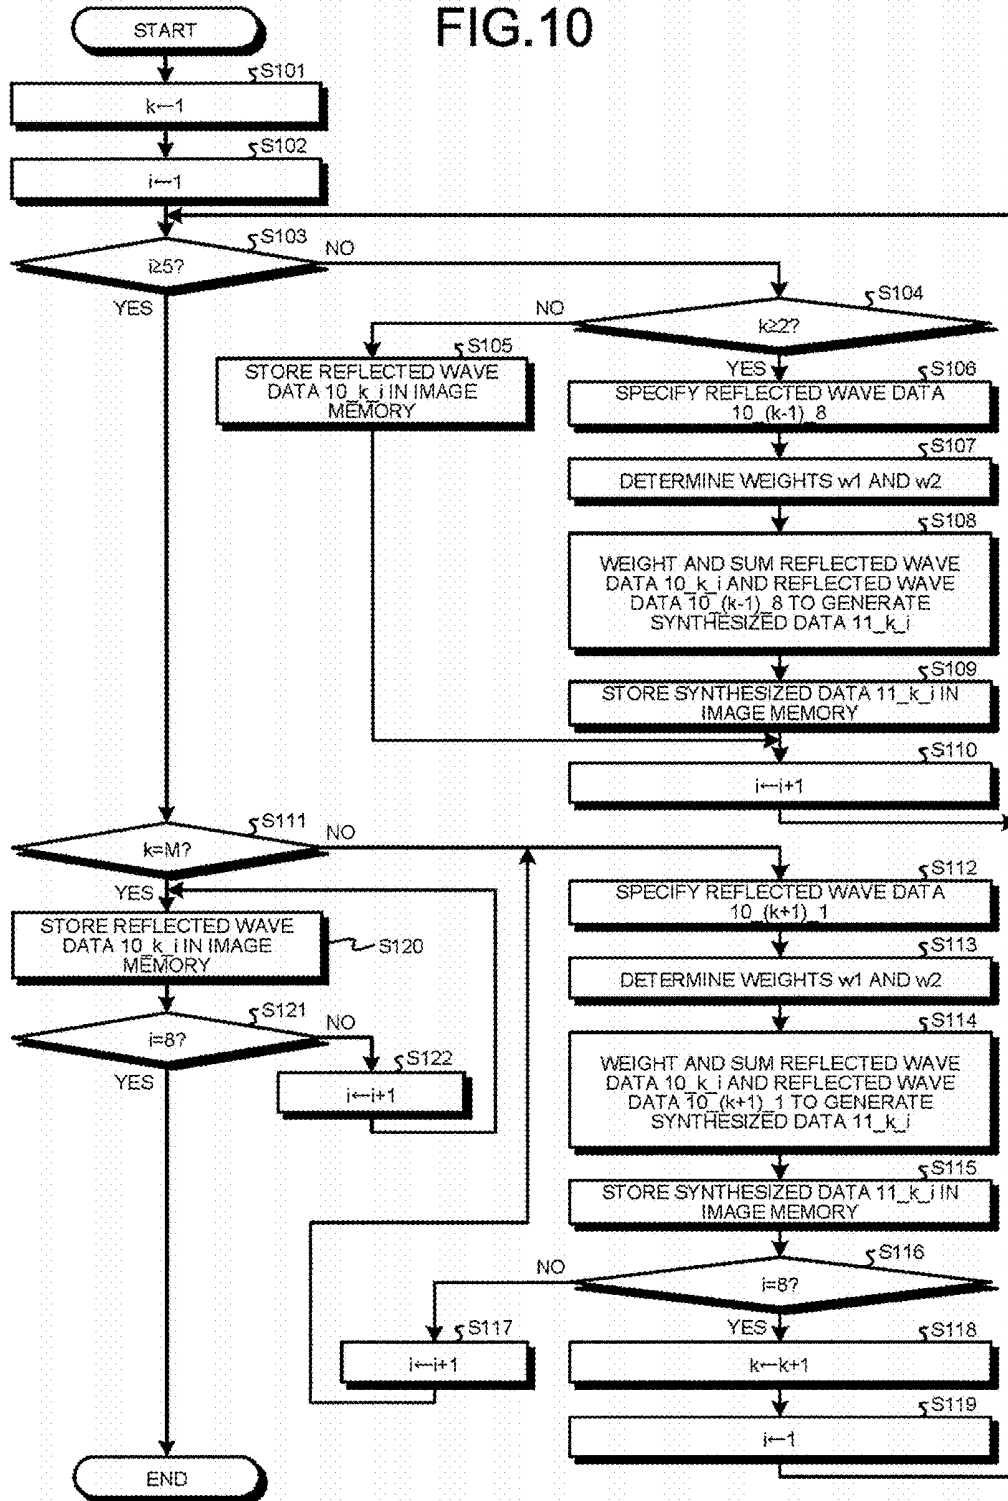 FIG.10
START
S101
k←1
S102
i←1
S103
i≥5?
NO
YES
S104
k≥2?
NO
YES
S105
STORE REFLECTED WAVE
DATA 10_k_i IN IMAGE
MEMORY
S106
SPECIFY REFLECTED WAVE DATA
10_(k-1)_8
S107
DETERMINE WEIGHTS w1 AND w2
S108
WEIGHT AND SUM REFLECTED WAVE
DATA 10_k_i AND REFLECTED WAVE
DATA 10_(k-1)_8 TO GENERATE
SYNTHESIZED DATA 11_k_i
S109
STORE SYNTHESIZED DATA 11_k_i IN
IMAGE MEMORY
S110
i←i+1
S111
k=M?
NO
YES
S112
SPECIFY REFLECTED WAVE DATA
10_(k+1)_1
STORE REFLECTED WAVE
DATA 10_k_i IN IMAGE
MEMORY
S120
S113
DETERMINE WEIGHTS w1 AND w2
S121
i=8?
NO
YES
S122
i←i+1
S114
WEIGHT AND SUM REFLECTED WAVE
DATA 10_k_i AND REFLECTED WAVE
DATA 10_(k+1)_1 TO GENERATE
SYNTHESIZED DATA 11_k_i
S115
STORE SYNTHESIZED DATA 11_k_i IN
IMAGE MEMORY
S116
i=8?
NO
YES
S117
i←i+1
S118
k←k+1
S119
i←1
END